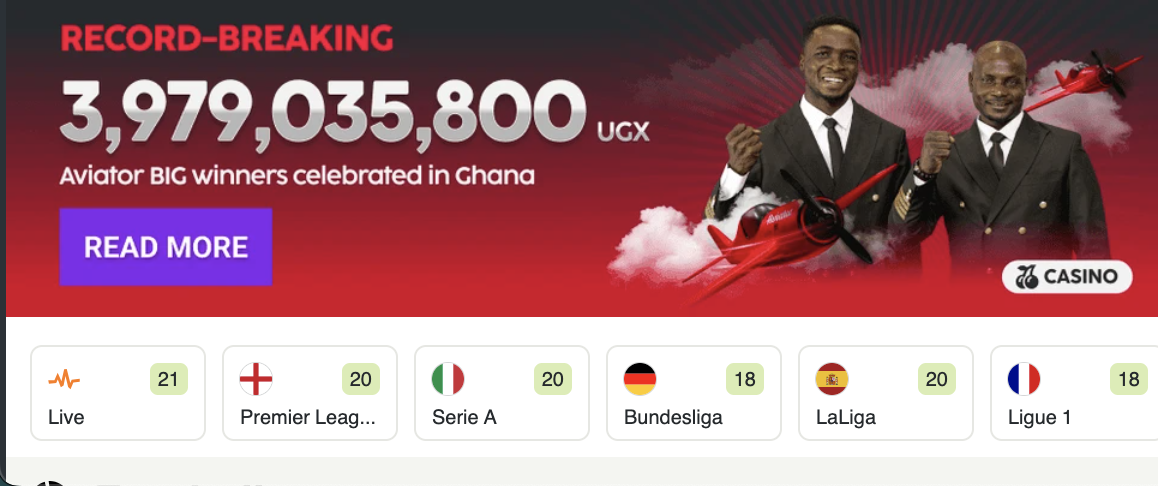 RECORD-BREAKING
3,979,035,800 UGX
Aviator BIG winners celebrated in Ghana
READ MORE
Aviator
CASINO
21
Live
20
Premier Leag...
20
Serie A
18
Bundesliga
20
LaLiga
18
Ligue 1